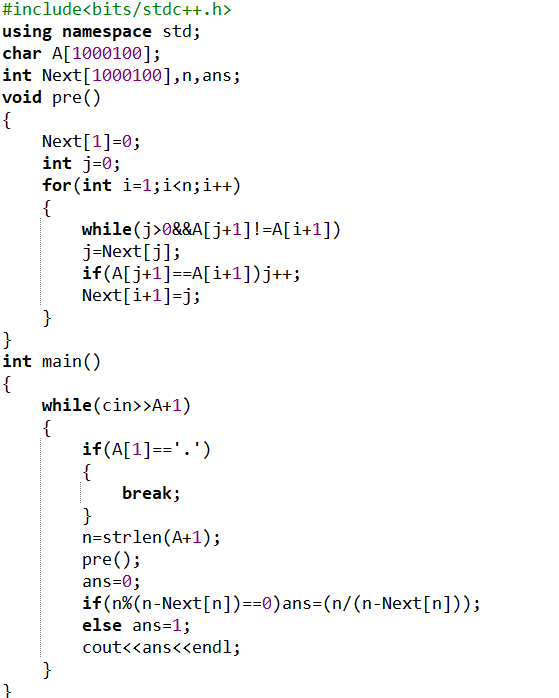 #include<bits/stdc++.h>
using namespace std;
char A[1000100];
int Next[1000100],n,ans;
void pre()
{
    Next[1]=0;
    int j=0;
    for(int i=1;i<n;i++)
    {
        while(j>0&&A[j+1]!=A[i+1])
        j=Next[j];
        if(A[j+1]==A[i+1])j++;
        Next[i+1]=j;
    }
}
int main()
{
    while(cin>>A+1)
    {
        if(A[1]=='.')
        {
            break;
        }
        n=strlen(A+1);
        pre();
        ans=0;
        if(n%(n-Next[n])==0)ans=(n/(n-Next[n]));
        else ans=1;
        cout<<ans<<endl;
    }
}